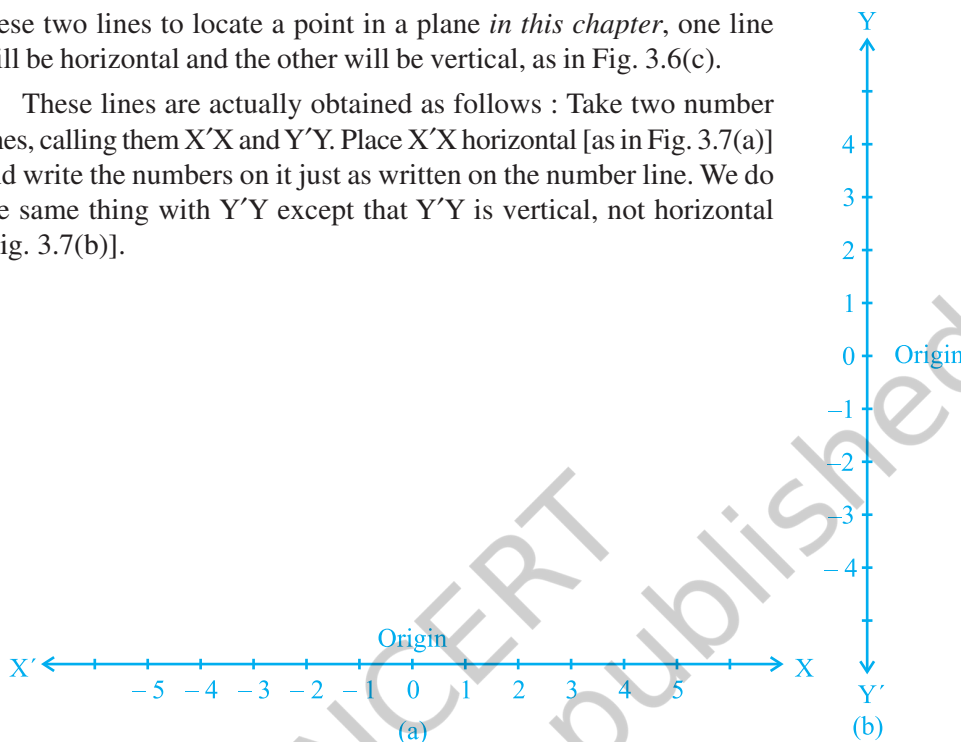 ese two lines to locate a point in a plane in this chapter, one line
ill be horizontal and the other will be vertical, as in Fig. 3.6(c).
These lines are actually obtained as follows : Take two number
nes, calling them X′X and Y′Y. Place X′X horizontal [as in Fig. 3.7(a)]
nd write the numbers on it just as written on the number line. We do
e same thing with Y′Y except that Y′Y is vertical, not horizontal
ig. 3.7(b)].
Y
4
3
2
1
0 Origin
–1
–2
–3
– 4
Y′
(b)
Origin
X′ X
– 5 – 4 – 3 – 2 – 1 0 1 2 3 4 5
(a)
NCERT
published